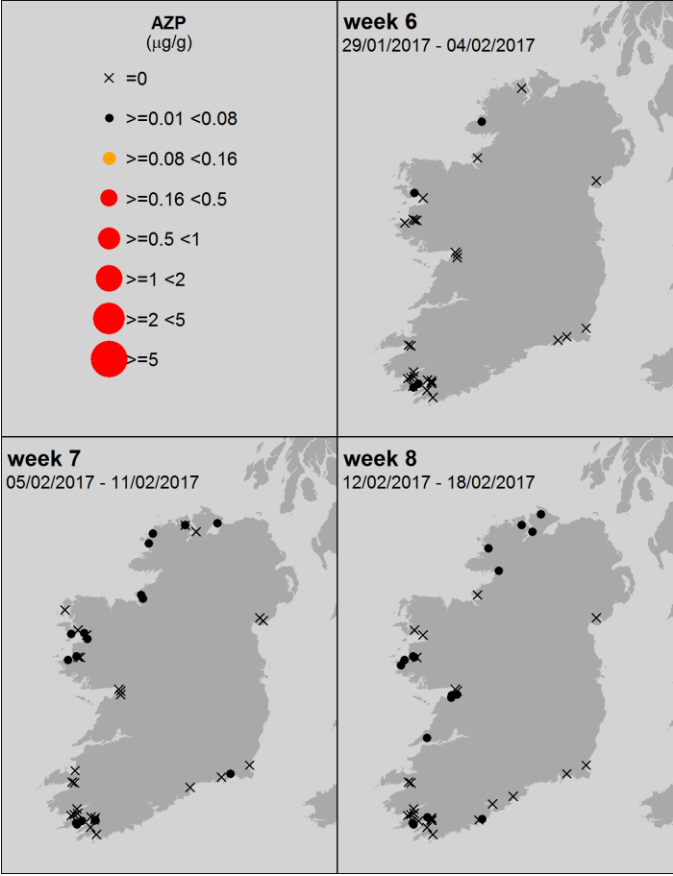 AZP
(µg/g)
=0
>=0.01 <0.08
>=0.08 <0.16
>=0.16 <0.5
>=0.5 <1
>=1 <2
>=2 <5
>=5
week 6
29/01/2017 - 04/02/2017
week 7
05/02/2017 - 11/02/2017
week 8
12/02/2017 - 18/02/2017